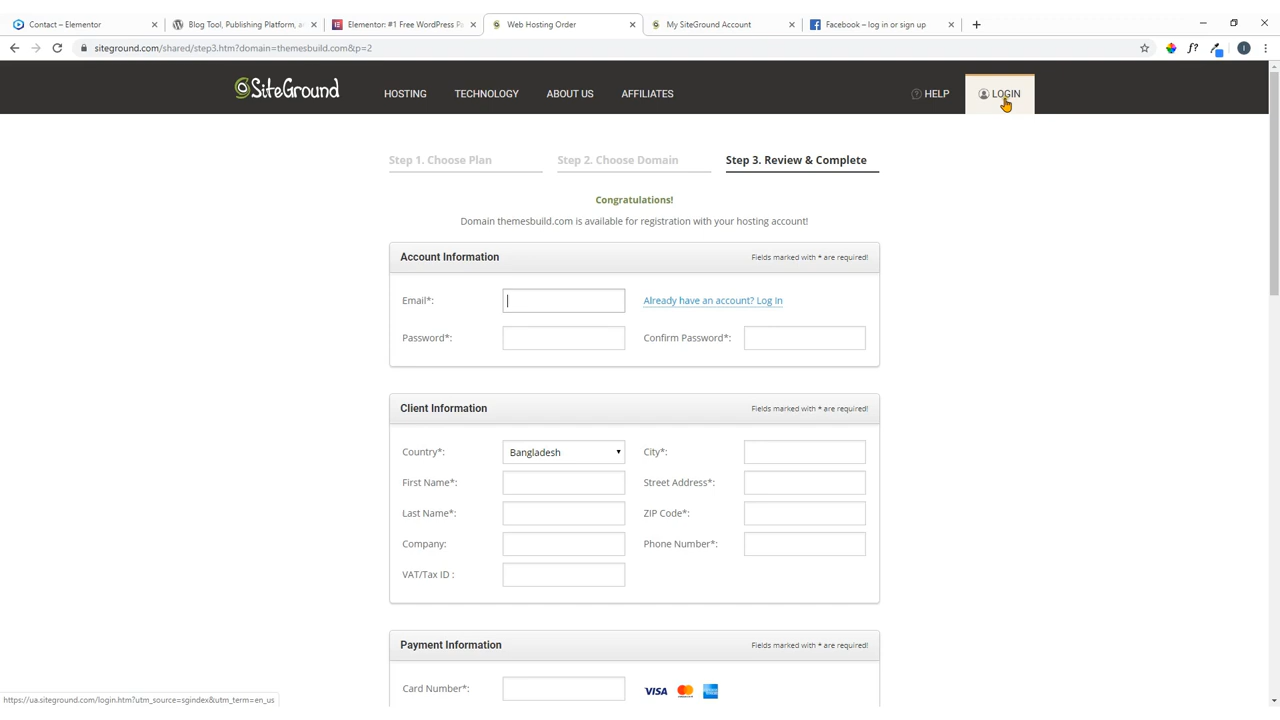 Contact – Elementor
Blog Tool, Publishing Platform, a
Elementor: #1 Free WordPress P
Web Hosting Order
My SiteGround Account
Facebook – log in or sign up
siteground.com/shared/step3.htm?domain=themesbuild.com&p=2
f?
I
SiteGround
HOSTING
TECHNOLOGY
ABOUT US
AFFILIATES
HELP
LOGIN
Step 1. Choose Plan
Step 2. Choose Domain
Step 3. Review & Complete
Congratulations!
Domain themesbuild.com is available for registration with your hosting account!
Account Information
Fields marked with * are required!
Email*:
Already have an account? Log In
Password*:
Confirm Password*:
Client Information
Fields marked with * are required!
Country*:
Bangladesh
City*:
First Name*:
Street Address*:
Last Name*:
ZIP Code*:
Company:
Phone Number*:
VAT/Tax ID :
Payment Information
Fields marked with * are required!
Card Number*:
VISA
https://ua.siteground.com/login.htm?utm_source=sgindex&utm_term=en_us